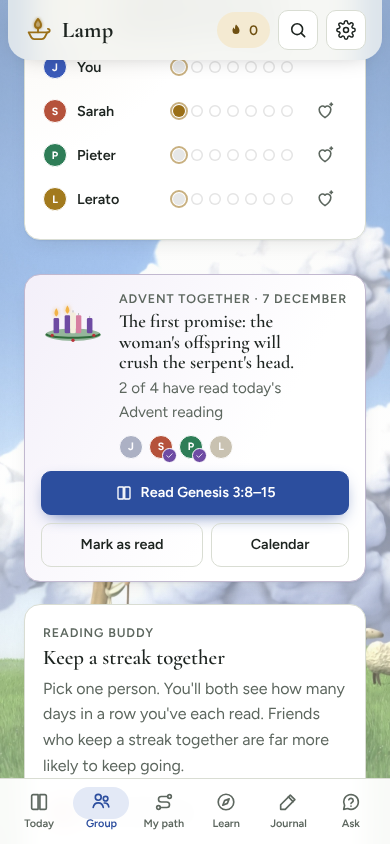 Lamp
0
J You
S Sarah
P Pieter
L Lerato
ADVENT TOGETHER · 7 DECEMBER
The first promise: the
woman's offspring will
crush the serpent's head.
2 of 4 have read today's
Advent reading
J S P L
Read Genesis 3:8–15
Mark as read
Calendar
READING BUDDY
Keep a streak together
Pick one person. You'll both see how many
days in a row you've each read. Friends
who keep a streak together are far more
likely to keep going.
Today
Group
My path
Learn
Journal
Ask